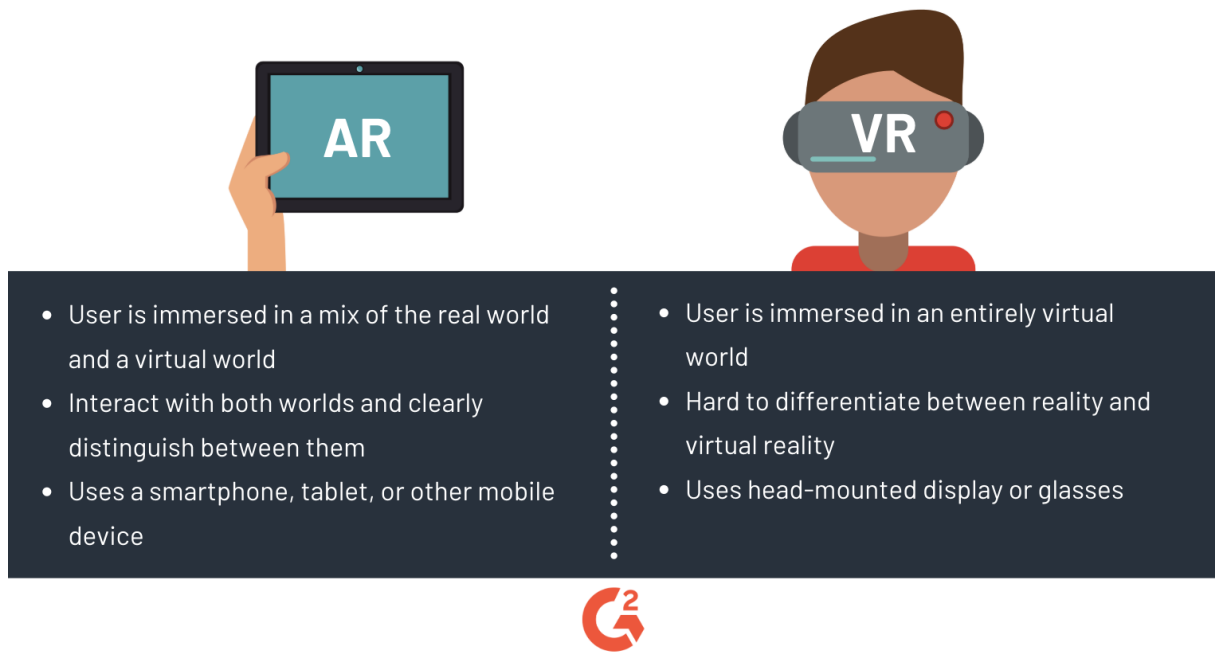 AR
VR
• User is immersed in a mix of the real world
and a virtual world
• Interact with both worlds and clearly
distinguish between them
• Uses a smartphone, tablet, or other mobile
device
• User is immersed in an entirely virtual
world
• Hard to differentiate between reality and
virtual reality
• Uses head-mounted display or glasses
G2